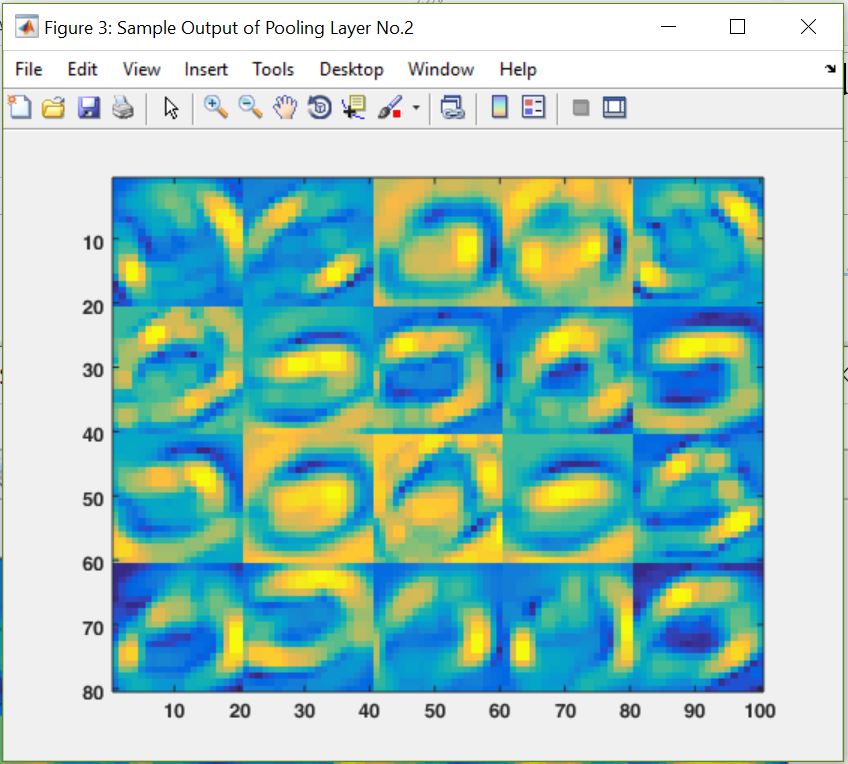 Figure 3: Sample Output of Pooling Layer No.2
File Edit View Insert Tools Desktop Window Help
10
20
30
40
50
60
70
80
10 20 30 40 50 60 70 80 90 100